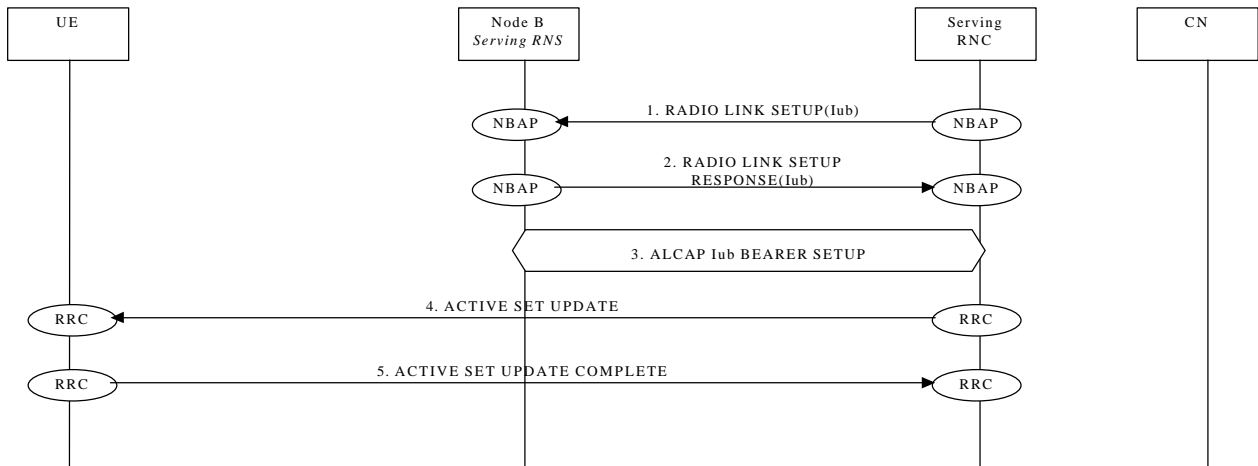 UE
Node B
Serving RNS
Serving
RNC
CN
1. RADIO LINK SETUP(Iub)
NBAP
NBAP
2. RADIO LINK SETUP
RESPONSE(Iub)
NBAP
NBAP
3. ALCAP Iub BEARER SETUP
4. ACTIVE SET UPDATE
RRC
RRC
5. ACTIVE SET UPDATE COMPLETE
RRC
RRC